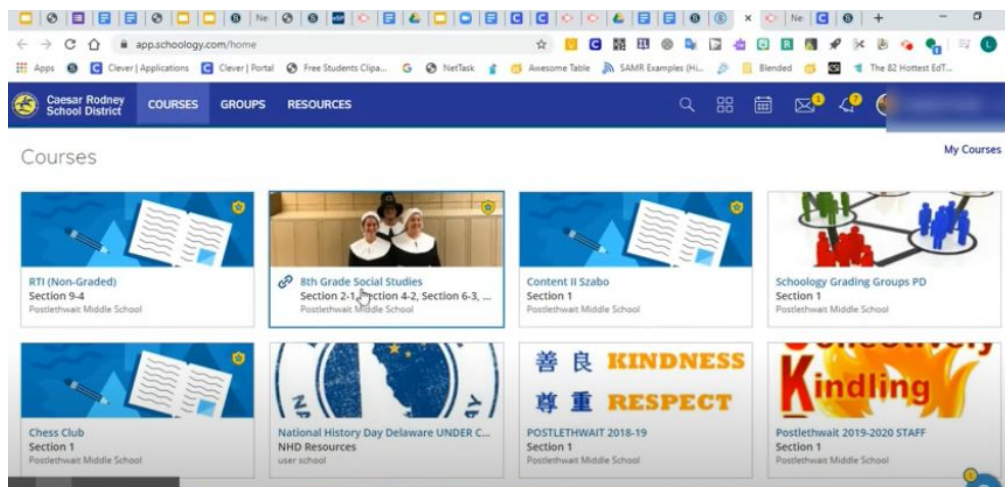 Ne
Ne
app.schoology.com/home
Apps
Clever | Applications
Clever | Portal
Free Students Clipa...
NetTask
Awesome Table
SAMR Examples (Hi...
Blended
The 82 Hottest EdT...
Caesar Rodney
School District
COURSES
GROUPS
RESOURCES
1
7
Courses
My Courses
RTI (Non-Graded)
Section 9-4
Postlethwait Middle School
8th Grade Social Studies
Section 2-1, Section 4-2, Section 6-3, ...
Postlethwait Middle School
Content II Szabo
Section 1
Postlethwait Middle School
Schoology Grading Groups PD
Section 1
Postlethwait Middle School
善良 KINDNESS
尊重 RESPECT
Kindling
Chess Club
Section 1
Postlethwait Middle School
National History Day Delaware UNDER C...
NHD Resources
user school
POSTLETHWAIT 2018-19
Section 1
Postlethwait Middle School
Postlethwait 2019-2020 STAFF
Section 1
Postlethwait Middle School